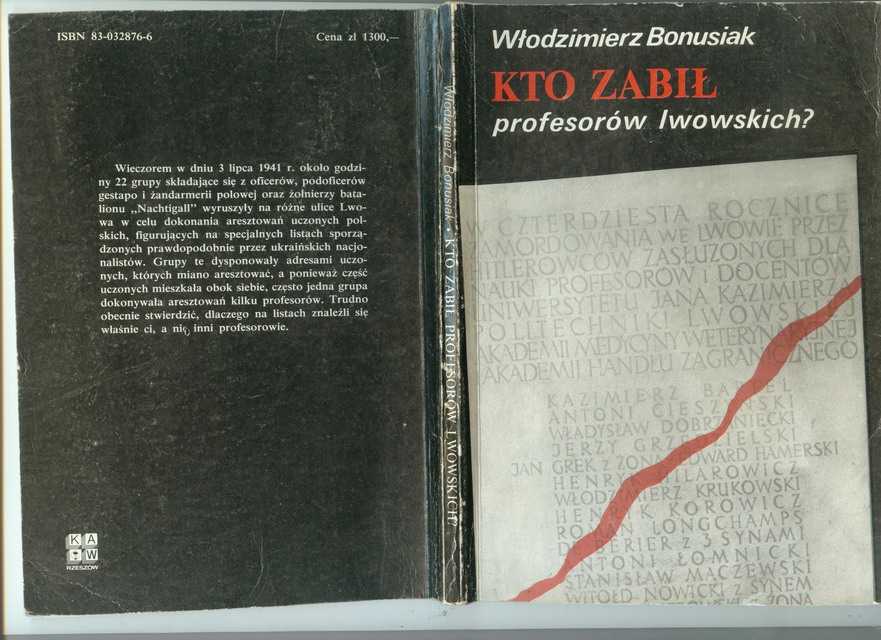 ISBN 83-032876-6
Cena zl 1300,—
Wieczorem w dniu 3 lipca 1941 r. około godzi-
ny 22 grupy składające się z oficerów, podoficerów
gestapo i żandarmerii polowej oraz żołnierzy bata-
lionu „Nachtigall" wyruszyły na różne ulice Lwo-
wa w celu dokonania aresztowań uczonych pol-
skich, figurujących na specjalnych listach sporzą-
dzonych prawdopodobnie przez ukraińskich nacjo-
nalistów. Grupy te dysponowały adresami uczo-
nych, których miano aresztować, a ponieważ część
uczonych mieszkała obok siebie, często jedna grupa
dokonywała aresztowań kilku profesorów. Trudno
obecnie stwierdzić, dlaczego na listach znaleźli się
właśnie ci, a nie inni profesorowie.
KAW
RZESZÓW
Włodzimierz Bonusiak • KTO ZABIŁ PROFESORÓW LWOWSKICH?
Włodzimierz Bonusiak
KTO ZABIŁ
profesorów lwowskich?
W CZTERDZIESTĄ ROCZNICĘ
ZAMORDOWANIA WE LWOWIE PRZEZ
HITLEROWCÓW ZASŁUŻONYCH DLA
NAUKI PROFESORÓW I DOCENTÓW
UNIWERSYTETU JANA KAZIMIERZA
POLITECHNIKI LWOWSKIEJ
AKADEMII MEDYCYNY WETERYNARYJNEJ
AKADEMII HANDLU ZAGRANICZNEGO
KAZIMIERZ
ANTONI CIESZYŃSKI
WŁADYSŁAW DOBRZANIECKI
JERZY
JAN GREK Z ŻONĄ EDWARD HAMERSKI
HENRYK HILAROWICZ
WŁODZIMIERZ KRUKOWSKI
HENRYK KOROWICZ
ROMAN LONGCHAMPS
DE BERIER Z 3 SYNAMI
ANTONI ŁOMNICKI
STANISŁAW MĄCZEWSKI
WITOLD NOWICKI Z SYNEM
Z ŻONĄ